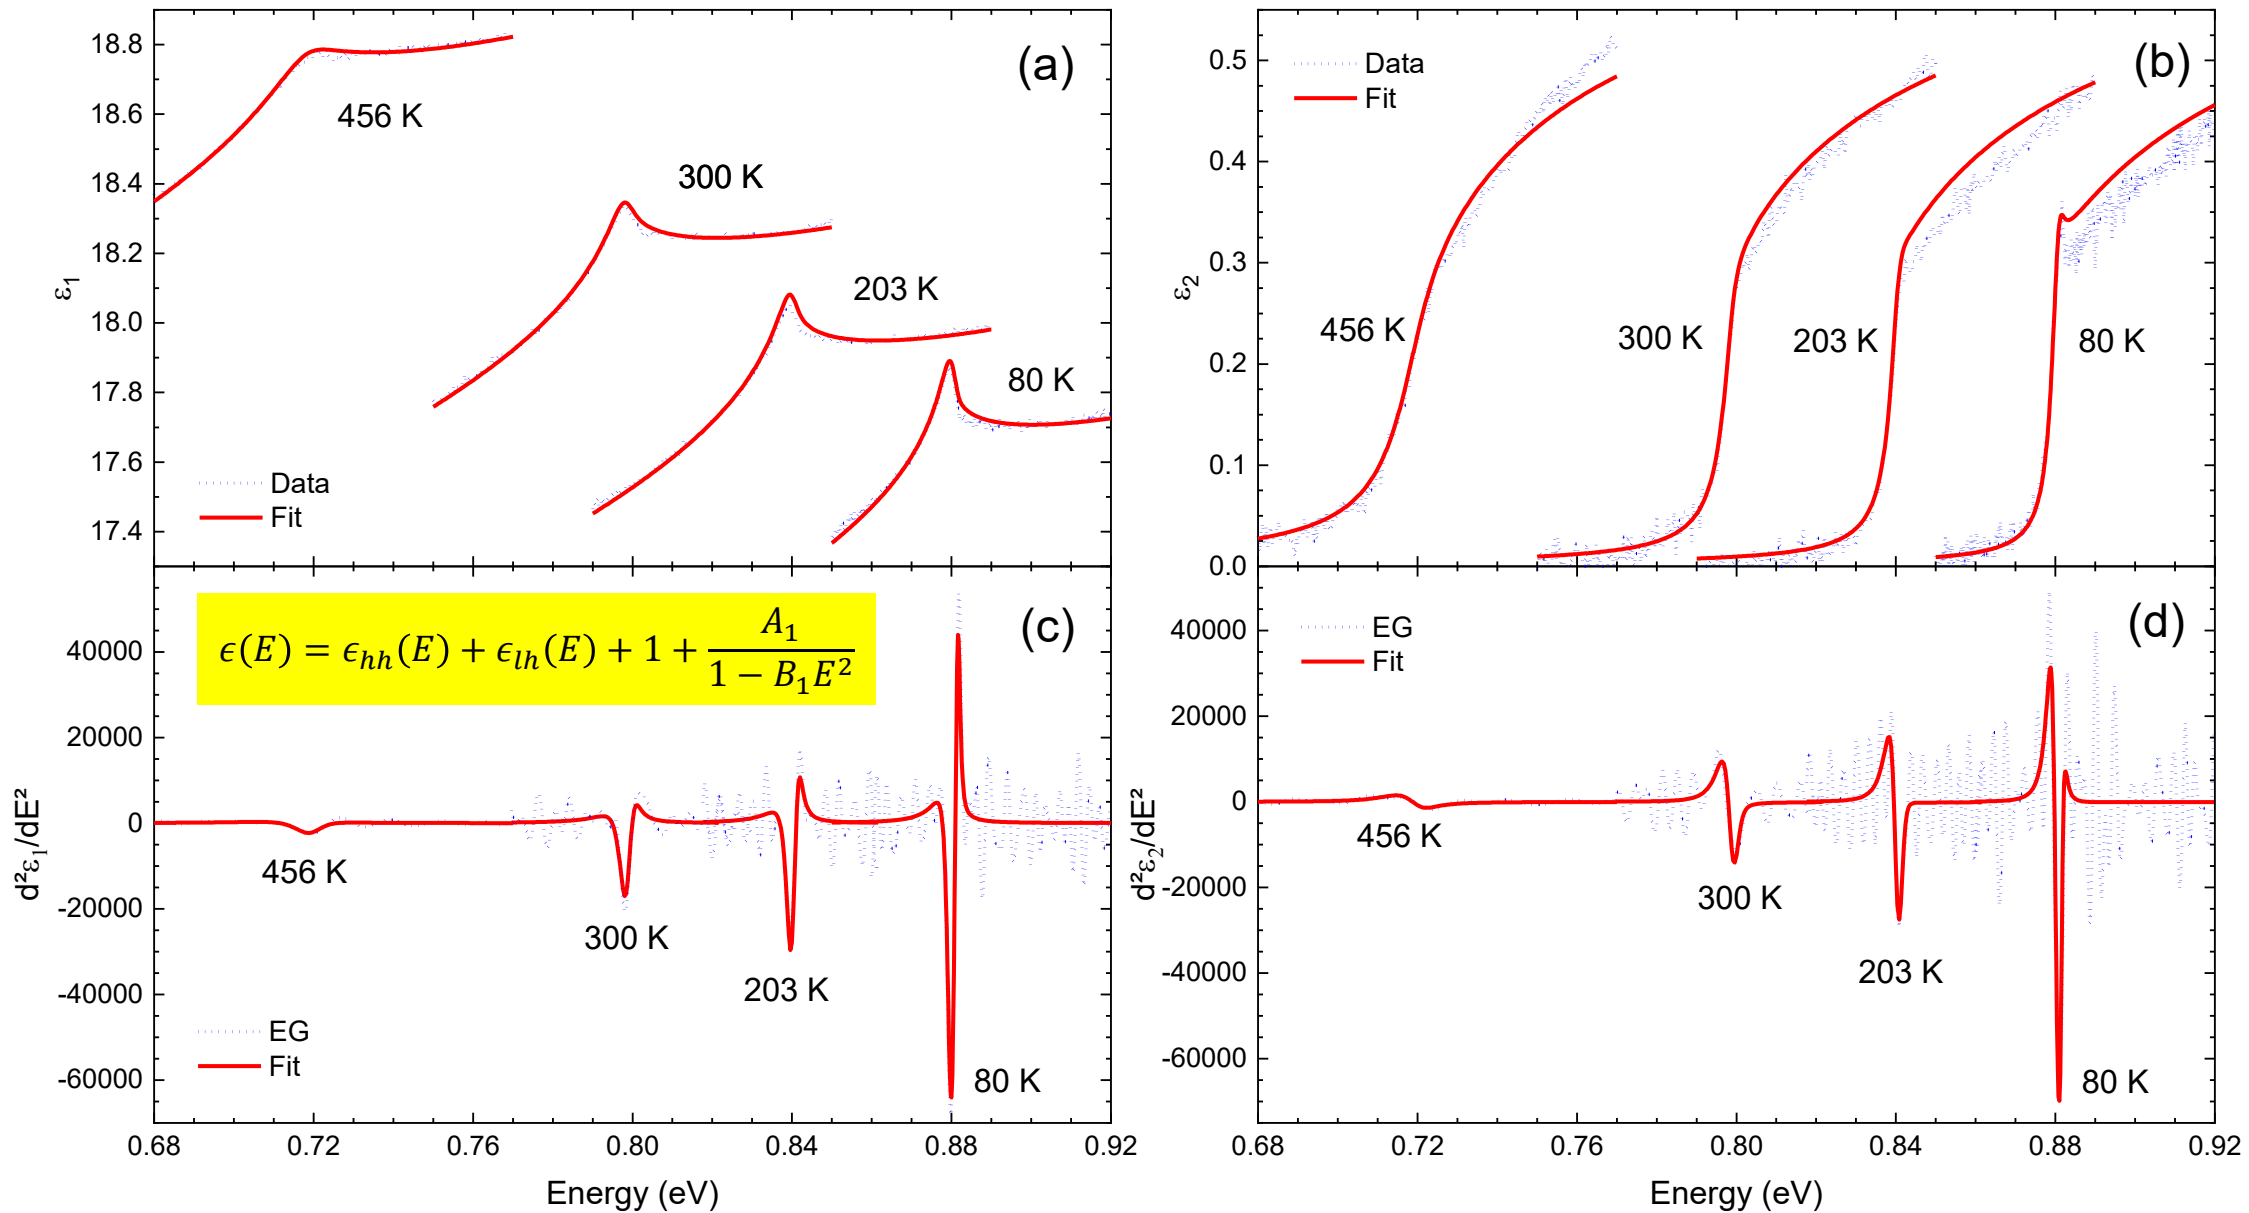 (a)
18.8
18.6
18.4
18.2
18.0
17.8
17.6
17.4
ε₁
456 K
300 K
203 K
80 K
Data
Fit
(b)
0.5
0.4
0.3
0.2
0.1
0.0
ε₂
Data
Fit
456 K
300 K
203 K
80 K
(c)
ϵ(E) = ϵₕₕ(E) + ϵₗₕ(E) + 1 + A₁ / (1 − B₁E²)
40000
20000
0
-20000
-40000
-60000
d²ε₁/dE²
456 K
300 K
203 K
80 K
EG
Fit
0.68 0.72 0.76 0.80 0.84 0.88 0.92
Energy (eV)
(d)
EG
Fit
40000
20000
0
-20000
-40000
-60000
d²ε₂/dE²
456 K
300 K
203 K
80 K
0.68 0.72 0.76 0.80 0.84 0.88 0.92
Energy (eV)